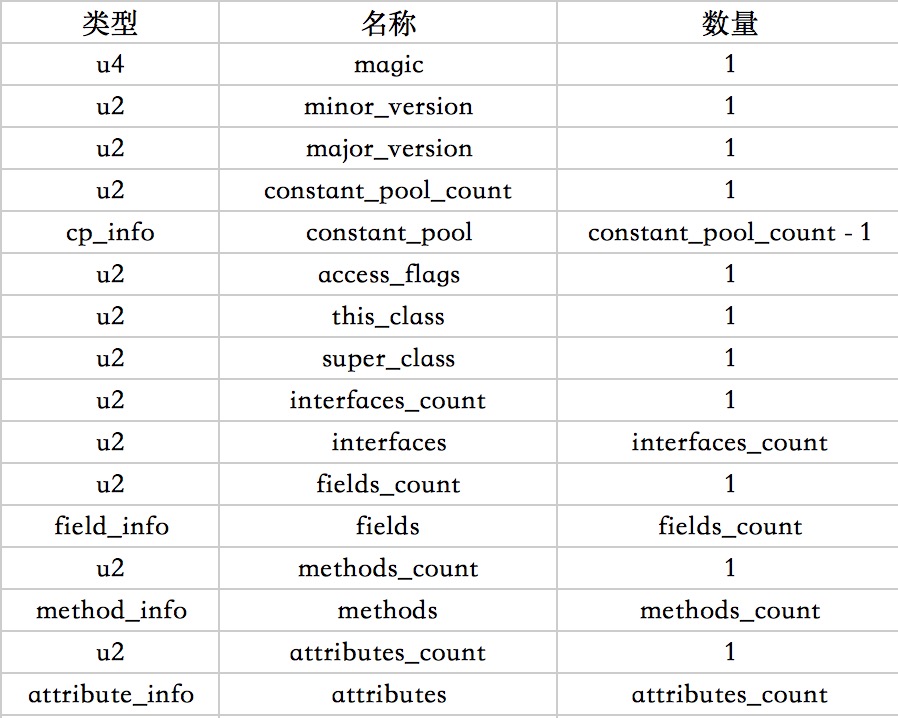 类型 名称 数量
u4 magic 1
u2 minor_version 1
u2 major_version 1
u2 constant_pool_count 1
cp_info constant_pool constant_pool_count - 1
u2 access_flags 1
u2 this_class 1
u2 super_class 1
u2 interfaces_count 1
u2 interfaces interfaces_count
u2 fields_count 1
field_info fields fields_count
u2 methods_count 1
method_info methods methods_count
u2 attributes_count 1
attribute_info attributes attributes_count